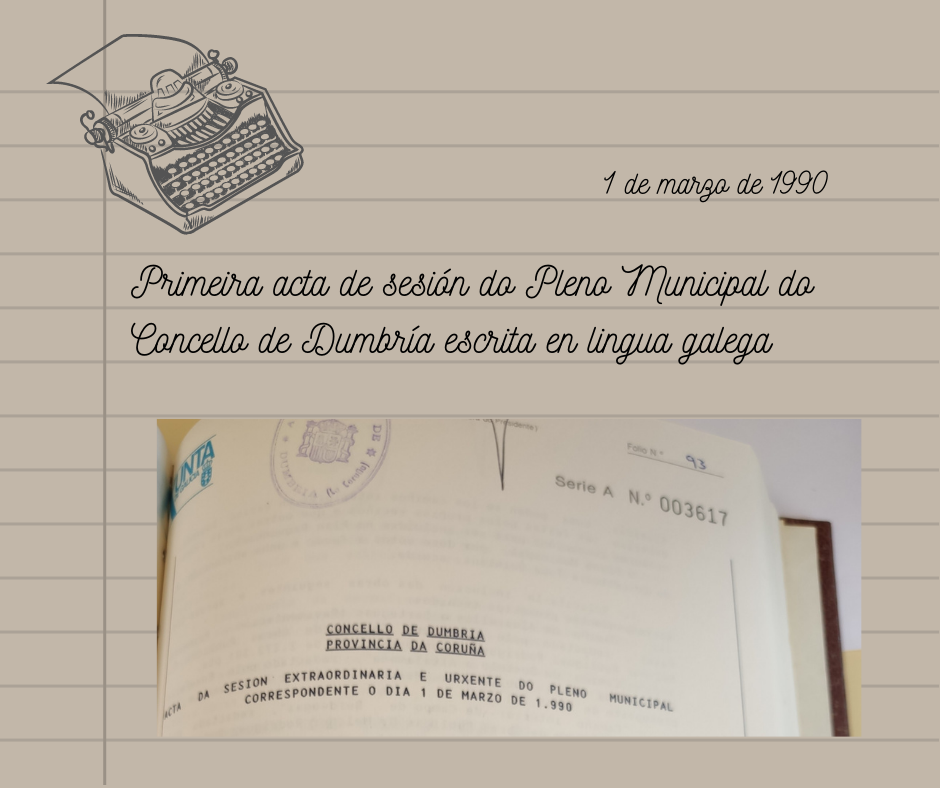 1 de marzo de 1990
Primeira acta de sesión do Pleno Municipal do
Concello de Dumbría escrita en lingua galega
Folio N.º 93
Serie A N.º 003617
CONCELLO DE DUMBRIA
PROVINCIA DA CORUÑA
ACTA DA SESION EXTRAORDINARIA E URXENTE DO PLENO MUNICIPAL
CORRESPONDENTE O DIA 1 DE MARZO DE 1.990